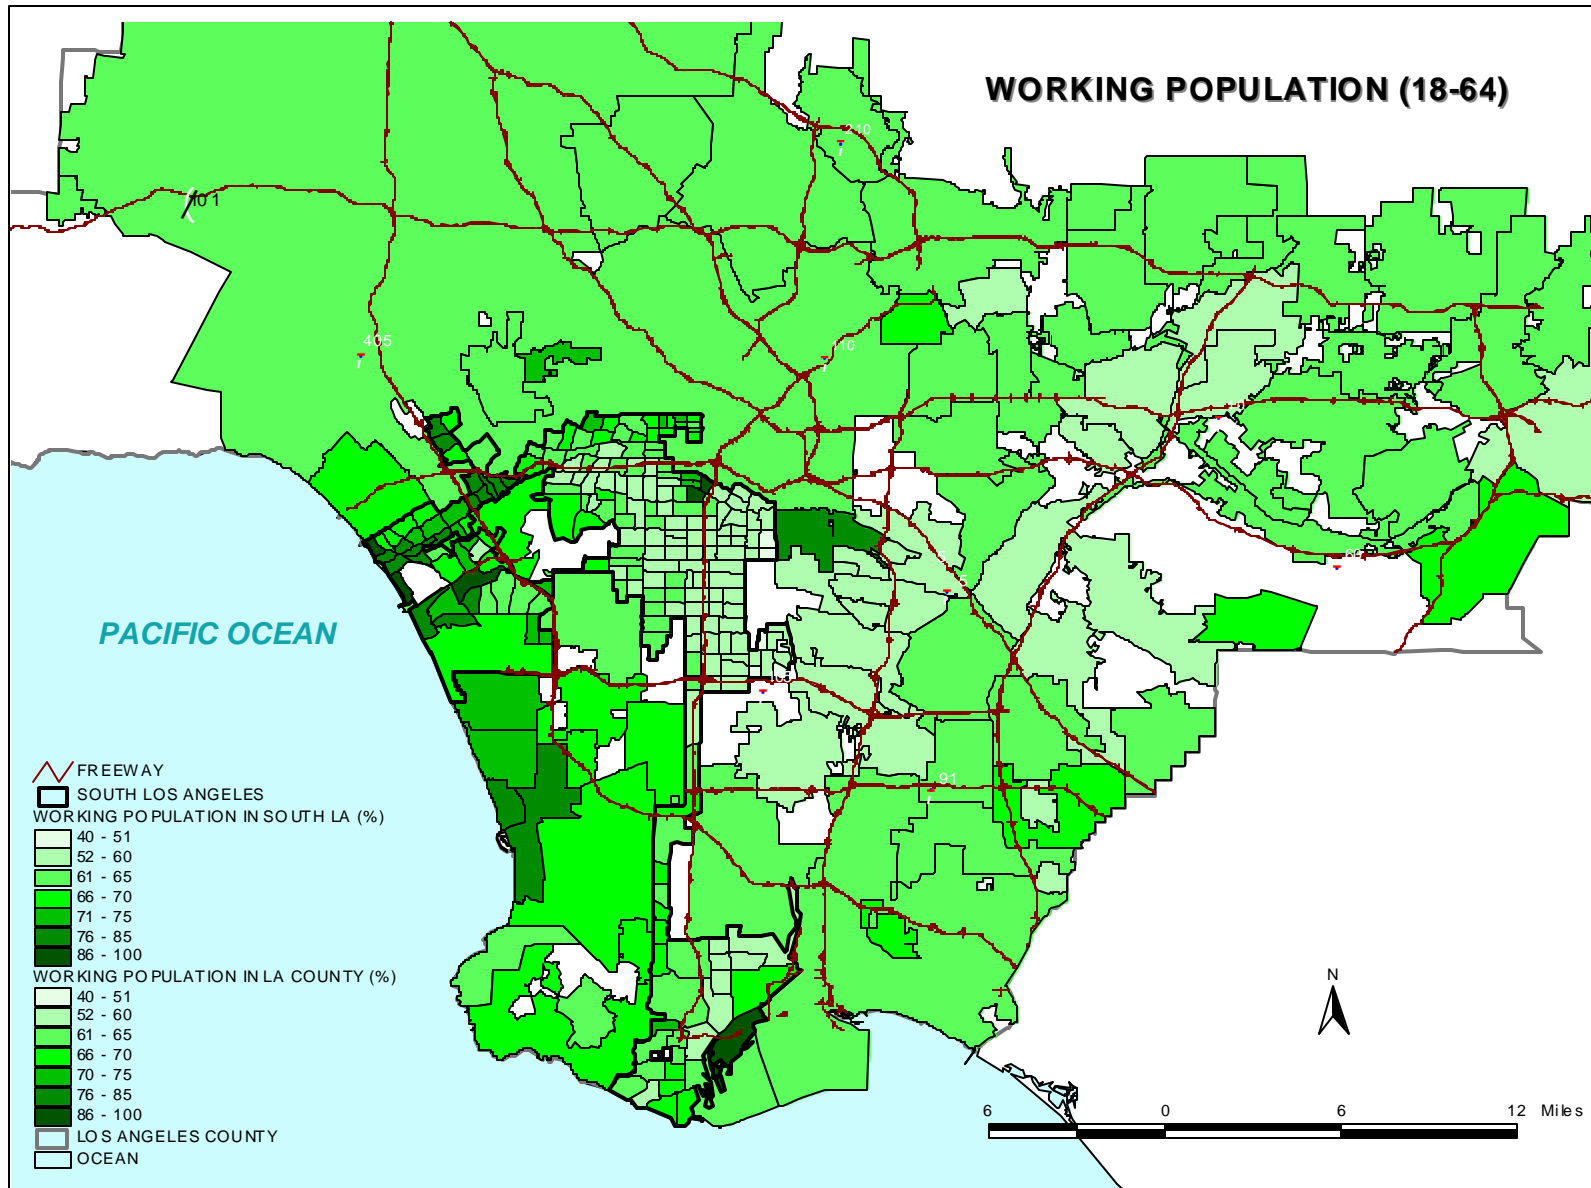 WORKING POPULATION (18-64)
210
101
405
110
10
5
60
PACIFIC OCEAN
105
91
FREEWAY
SOUTH LOS ANGELES
WORKING POPULATION IN SOUTH LA (%)
40 - 51
52 - 60
61 - 65
66 - 70
71 - 75
76 - 85
86 - 100
WORKING POPULATION IN LA COUNTY (%)
40 - 51
52 - 60
61 - 65
66 - 70
70 - 75
76 - 85
86 - 100
LOS ANGELES COUNTY
OCEAN
N
6 0 6 12 Miles